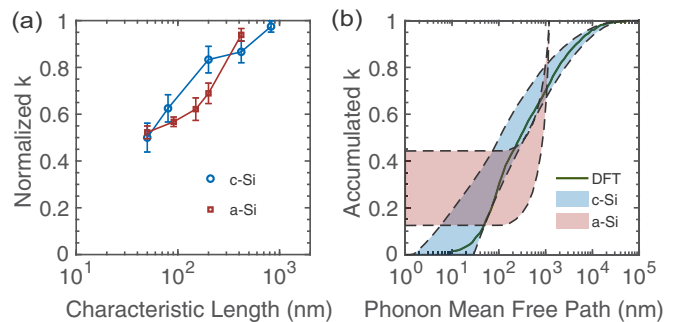 (a)
1
0.8
0.6
0.4
0.2
0
Normalized k
c-Si
a-Si
10^1
10^2
10^3
Characteristic Length (nm)
(b)
1
0.8
0.6
0.4
0.2
0
Accumulated k
DFT
c-Si
a-Si
10^0
10^1
10^2
10^3
10^4
10^5
Phonon Mean Free Path (nm)